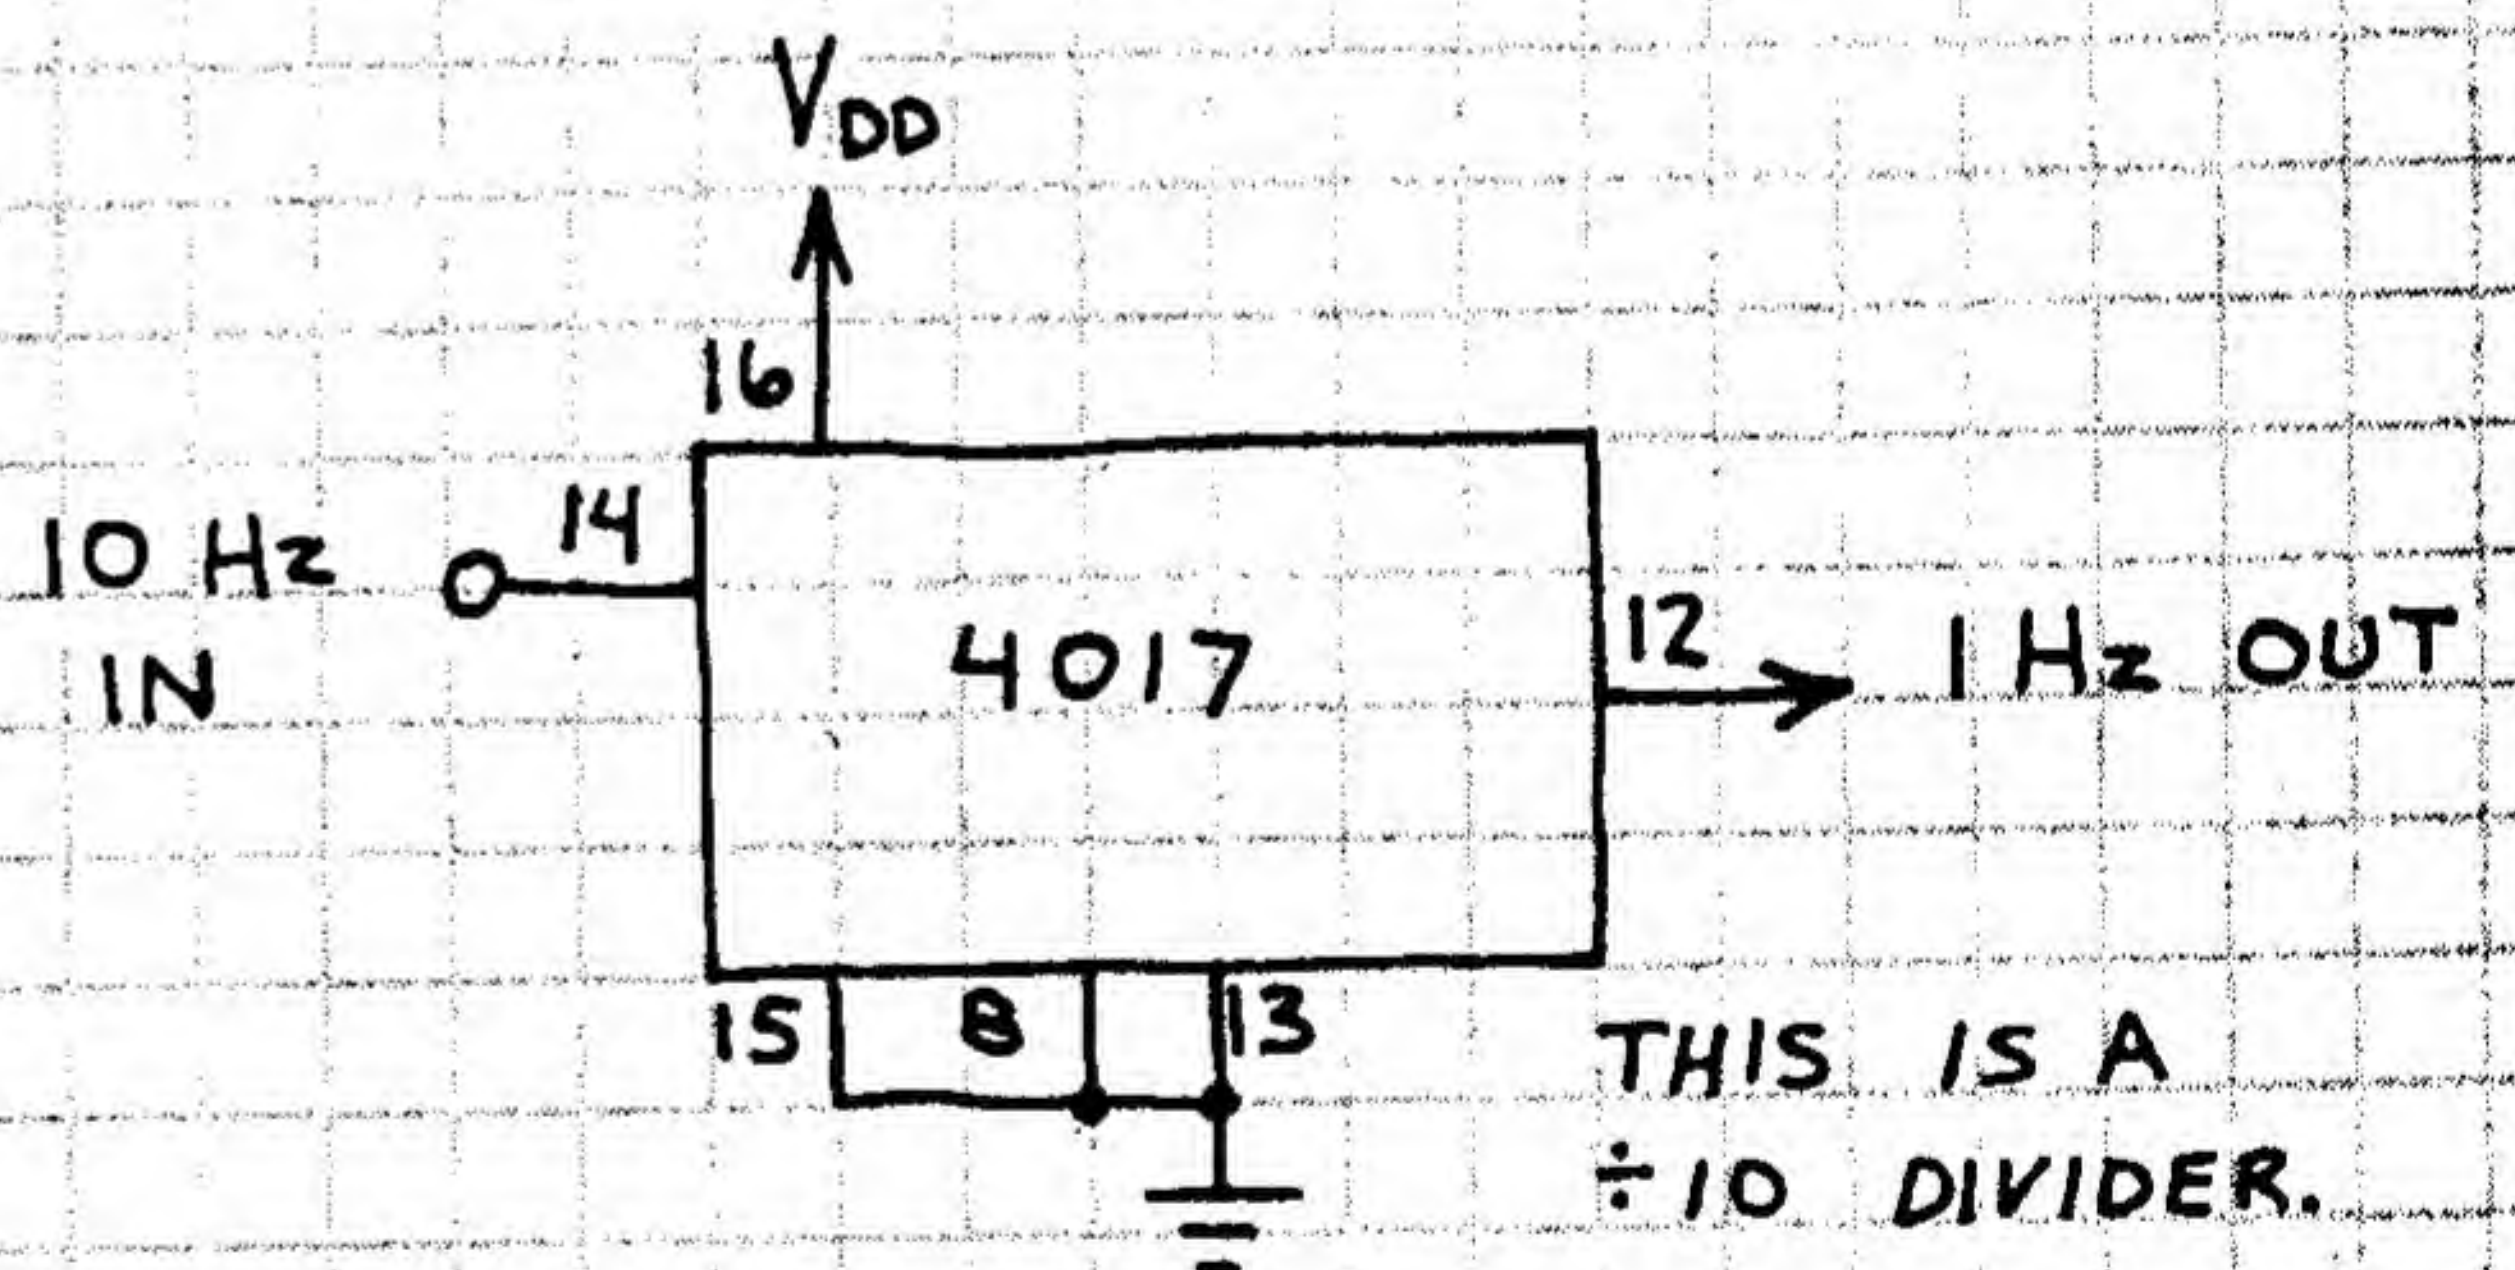 VDD
16
14
10 Hz
IN
4017
12
1 Hz OUT
15
8
13
THIS IS A
÷10 DIVIDER.